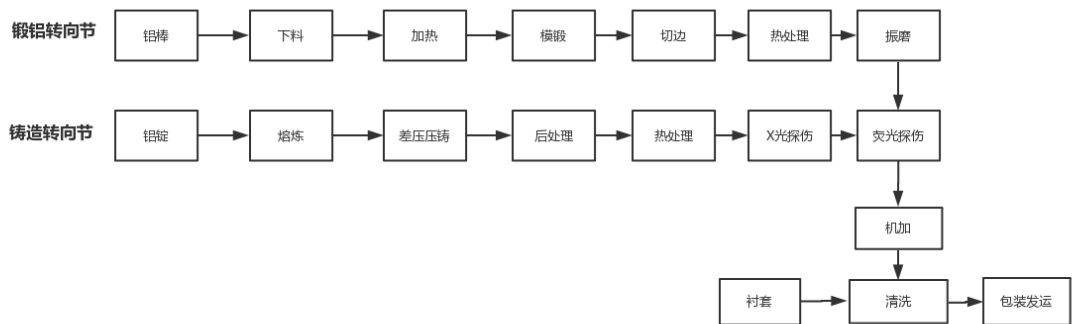 锻铝转向节
铝棒
下料
加热
模锻
切边
热处理
振磨
铸造转向节
铝锭
熔炼
差压压铸
后处理
热处理
X光探伤
荧光探伤
机加
衬套
清洗
包装发运